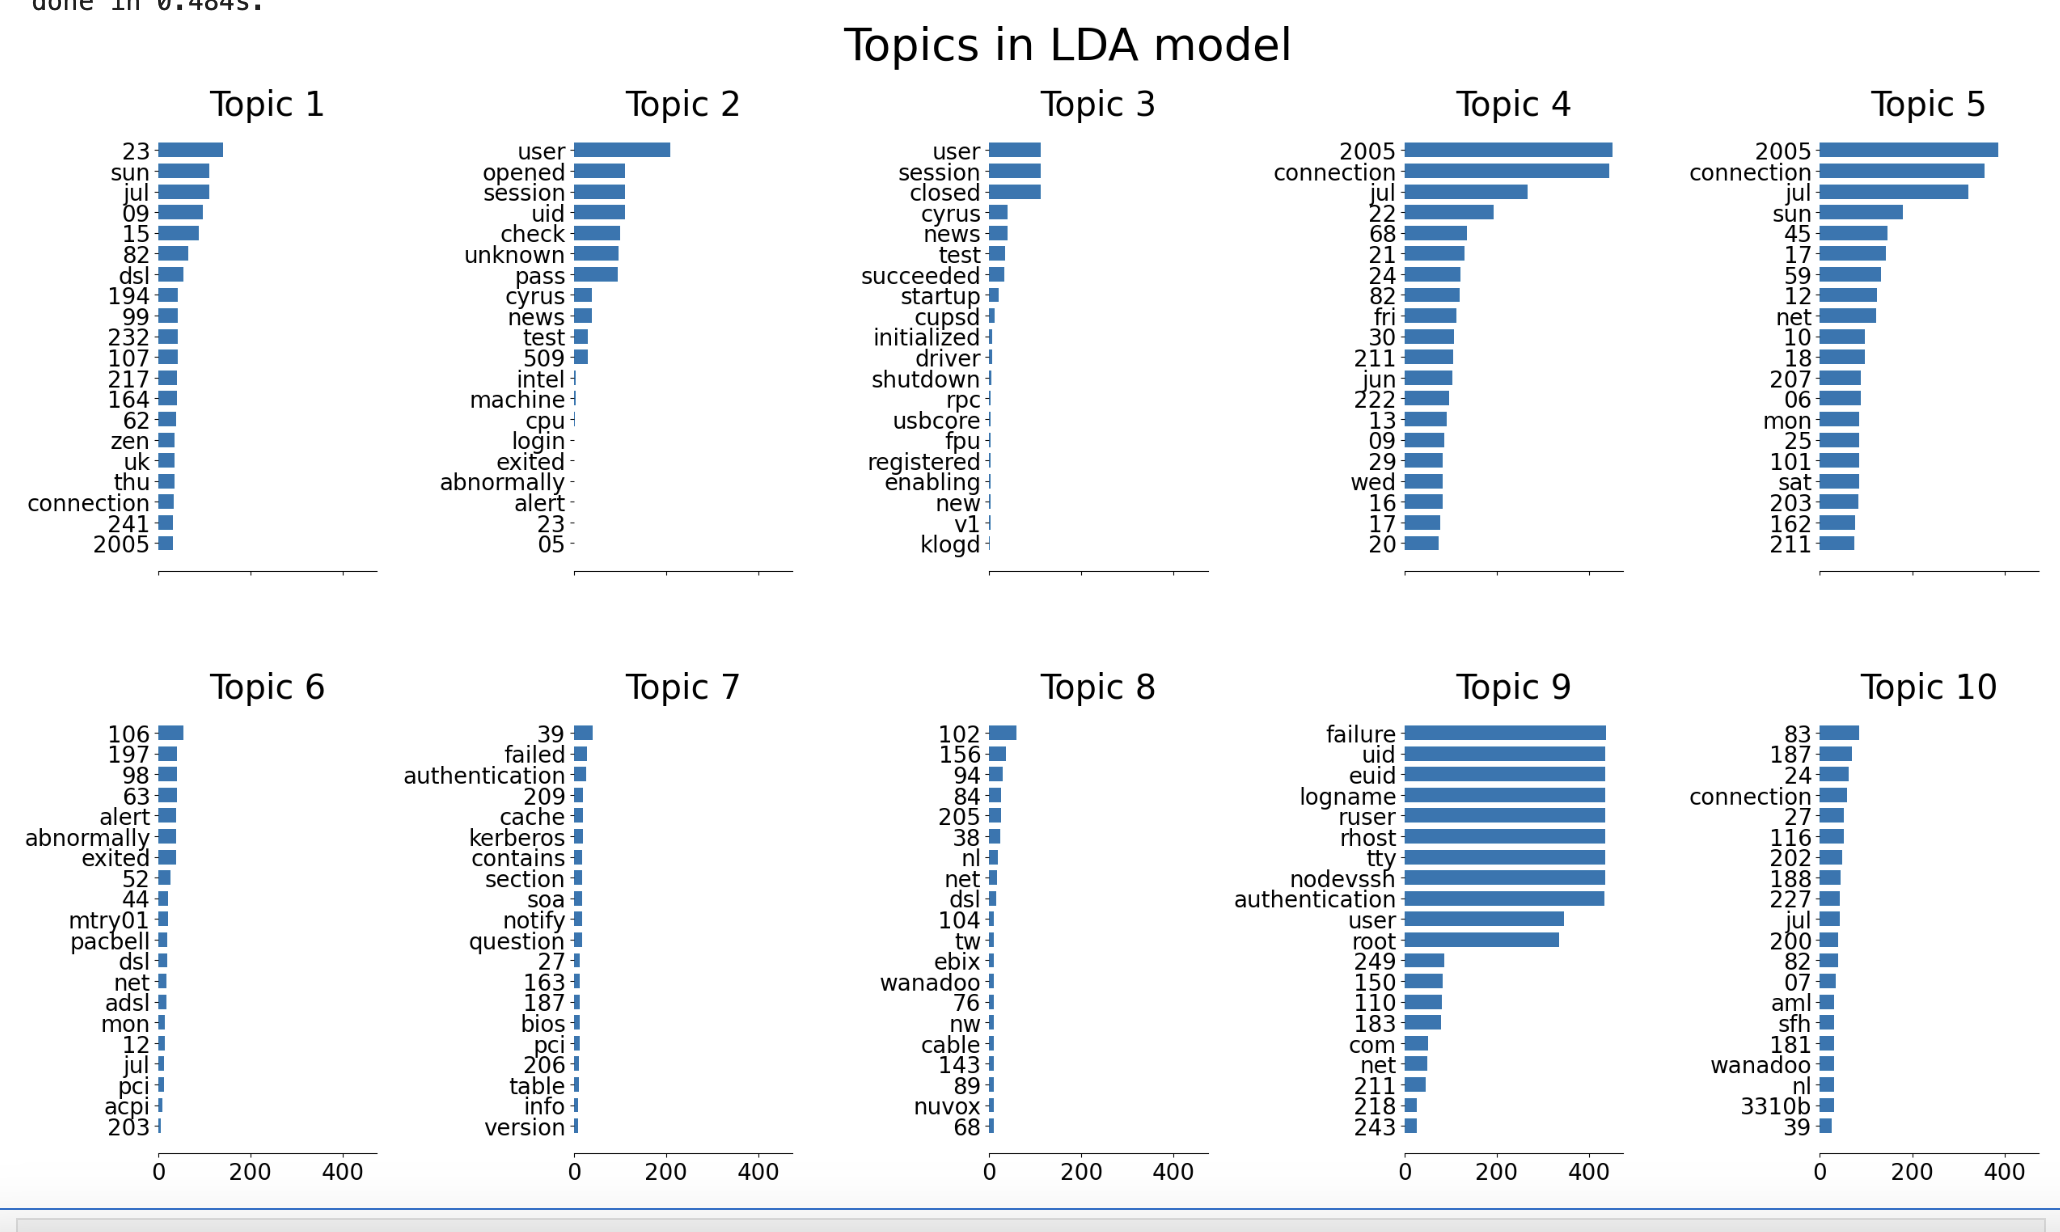 done in 0.484s.
Topics in LDA model
Topic 1
23
sun
jul
09
15
82
dsl
194
99
232
107
217
164
62
zen
uk
thu
connection
241
2005
Topic 2
user
opened
session
uid
check
unknown
pass
cyrus
news
test
509
intel
machine
cpu
login
exited
abnormally
alert
23
05
Topic 3
user
session
closed
cyrus
news
test
succeeded
startup
cupsd
initialized
driver
shutdown
rpc
usbcore
fpu
registered
enabling
new
v1
klogd
Topic 4
2005
connection
jul
22
68
21
24
82
fri
30
211
jun
222
13
09
29
wed
16
17
20
Topic 5
2005
connection
jul
sun
45
17
59
12
net
10
18
207
06
mon
25
101
sat
203
162
211
Topic 6
106
197
98
63
alert
abnormally
exited
52
44
mtry01
pacbell
dsl
net
adsl
mon
12
jul
pci
acpi
203
0 200 400
Topic 7
39
failed
authentication
209
cache
kerberos
contains
section
soa
notify
question
27
163
187
bios
pci
206
table
info
version
0 200 400
Topic 8
102
156
94
84
205
38
nl
net
dsl
104
tw
ebix
wanadoo
76
nw
cable
143
89
nuvox
68
0 200 400
Topic 9
failure
uid
euid
logname
ruser
rhost
tty
nodevssh
authentication
user
root
249
150
110
183
com
net
211
218
243
0 200 400
Topic 10
83
187
24
connection
27
116
202
188
227
jul
200
82
07
aml
sfh
181
wanadoo
nl
3310b
39
0 200 400